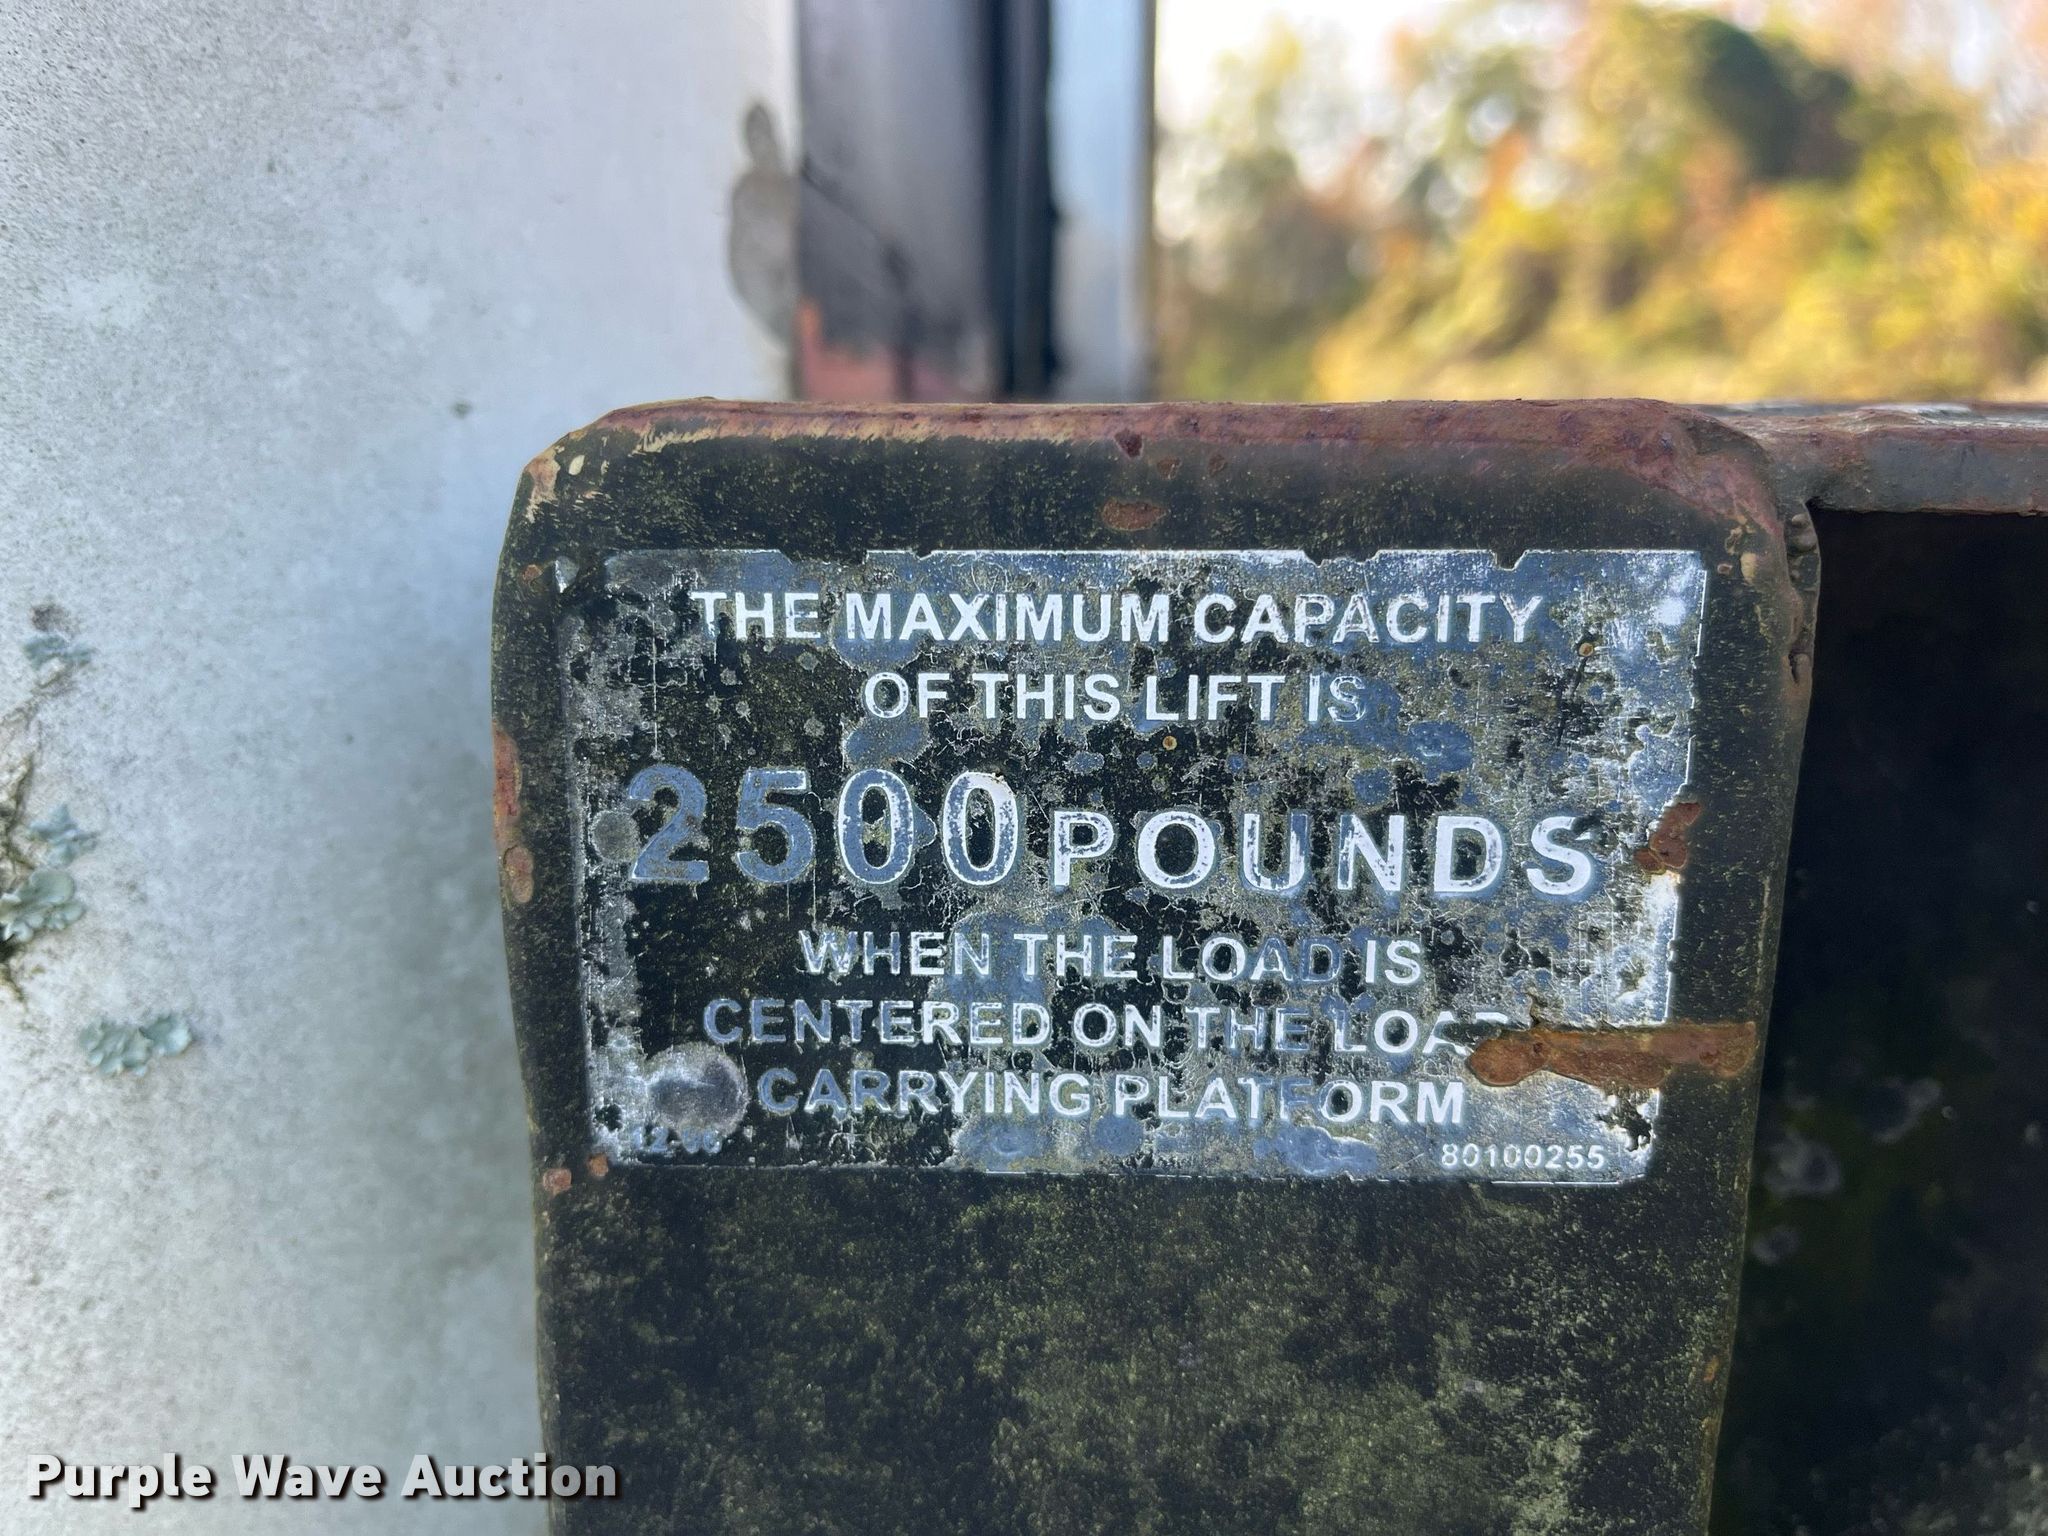 THE MAXIMUM CAPACITY
OF THIS LIFT IS
2500 POUNDS
WHEN THE LOAD IS
CENTERED ON THE LOAD
CARRYING PLATFORM
80100255
Purple Wave Auction